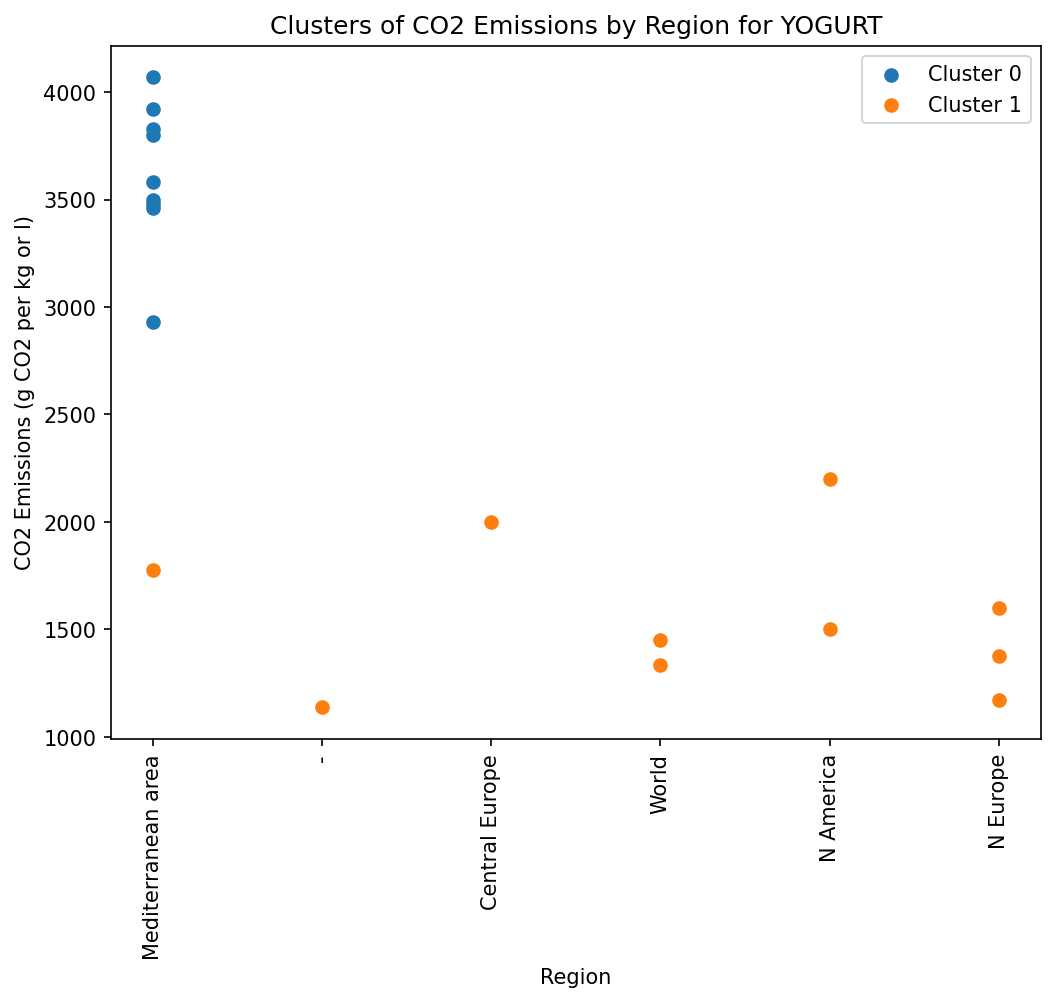 Clusters of CO2 Emissions by Region for YOGURT
Cluster 0
Cluster 1
CO2 Emissions (g CO2 per kg or l)
4000
3500
3000
2500
2000
1500
1000
Mediterranean area
-
Central Europe
World
N America
N Europe
Region